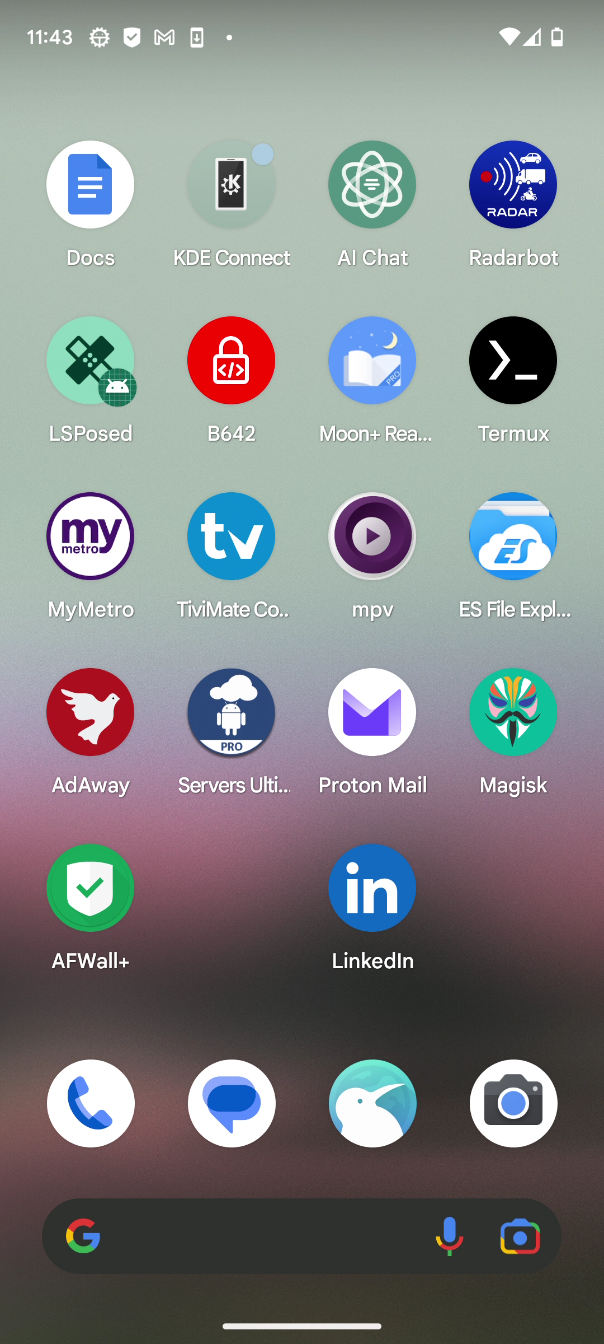 11:43
Docs
KDE Connect
AI Chat
RADAR
Radarbot
LSPosed
B642
PRO
Moon+ Rea...
Termux
my
metro
MyMetro
tv
TiviMate Co..
mpv
ES
ES File Expl...
AdAway
PRO
Servers Ulti..
Proton Mail
Magisk
AFWall+
in
LinkedIn